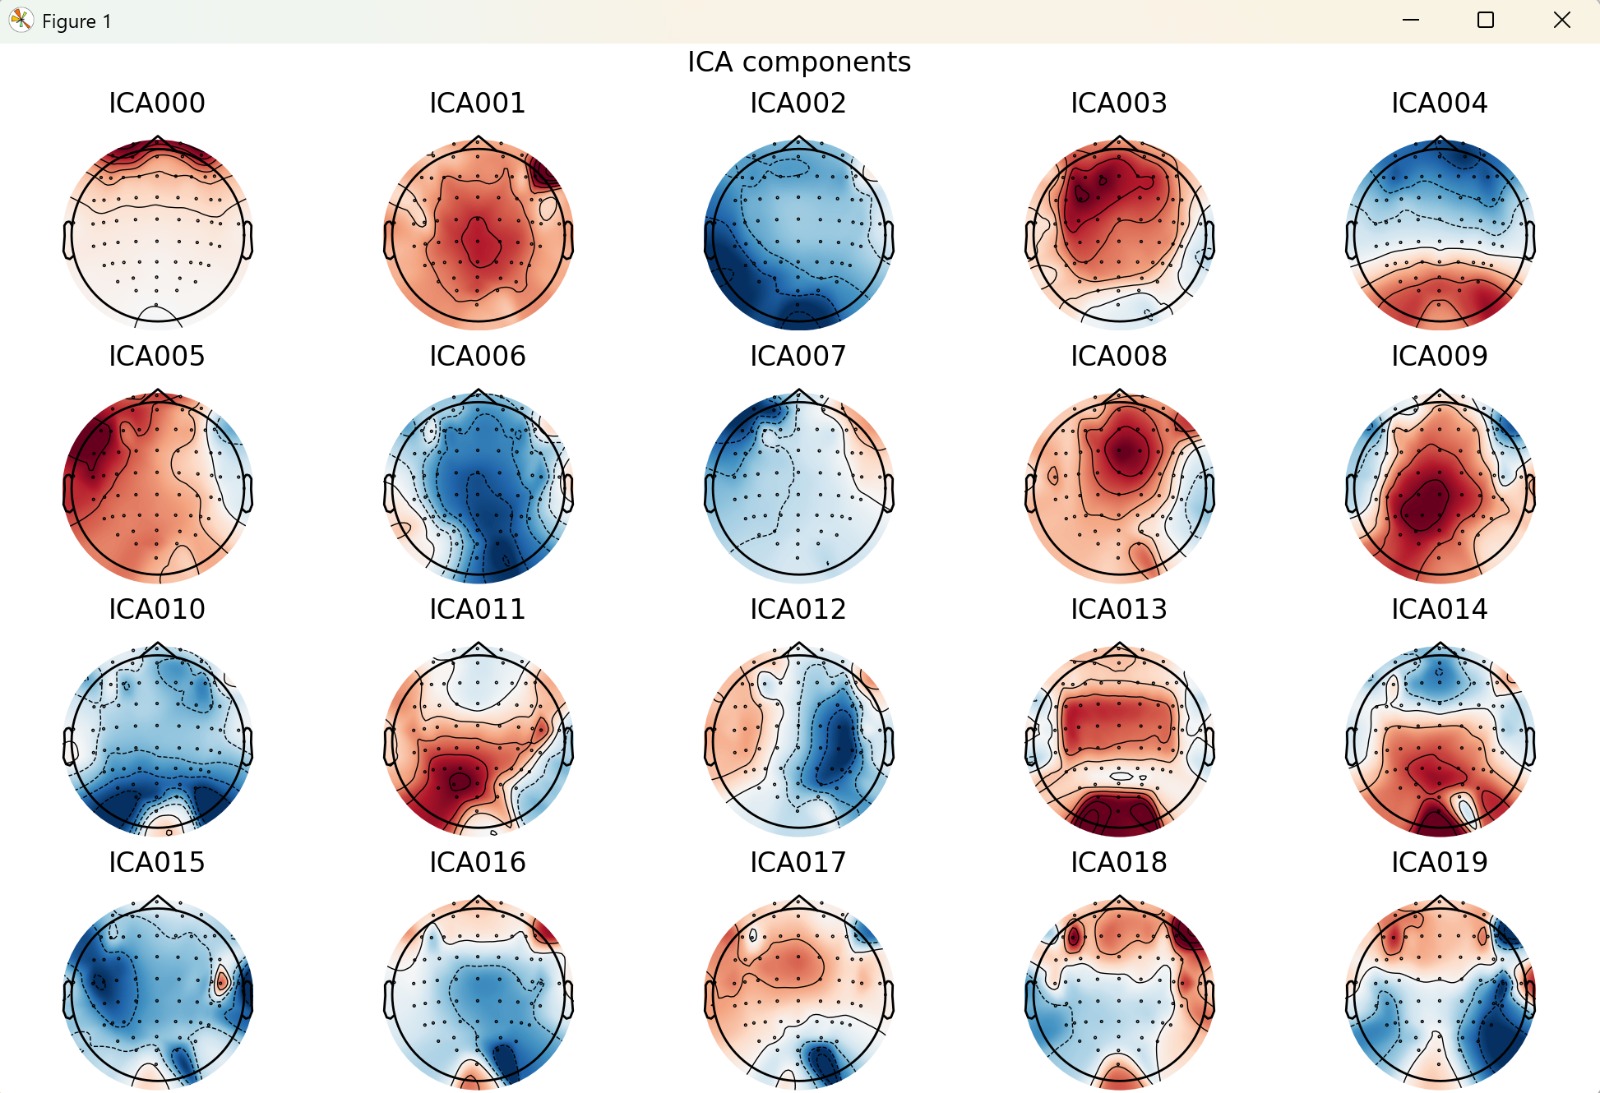 Figure 1
ICA components
ICA000 ICA001 ICA002 ICA003 ICA004
ICA005 ICA006 ICA007 ICA008 ICA009
ICA010 ICA011 ICA012 ICA013 ICA014
ICA015 ICA016 ICA017 ICA018 ICA019